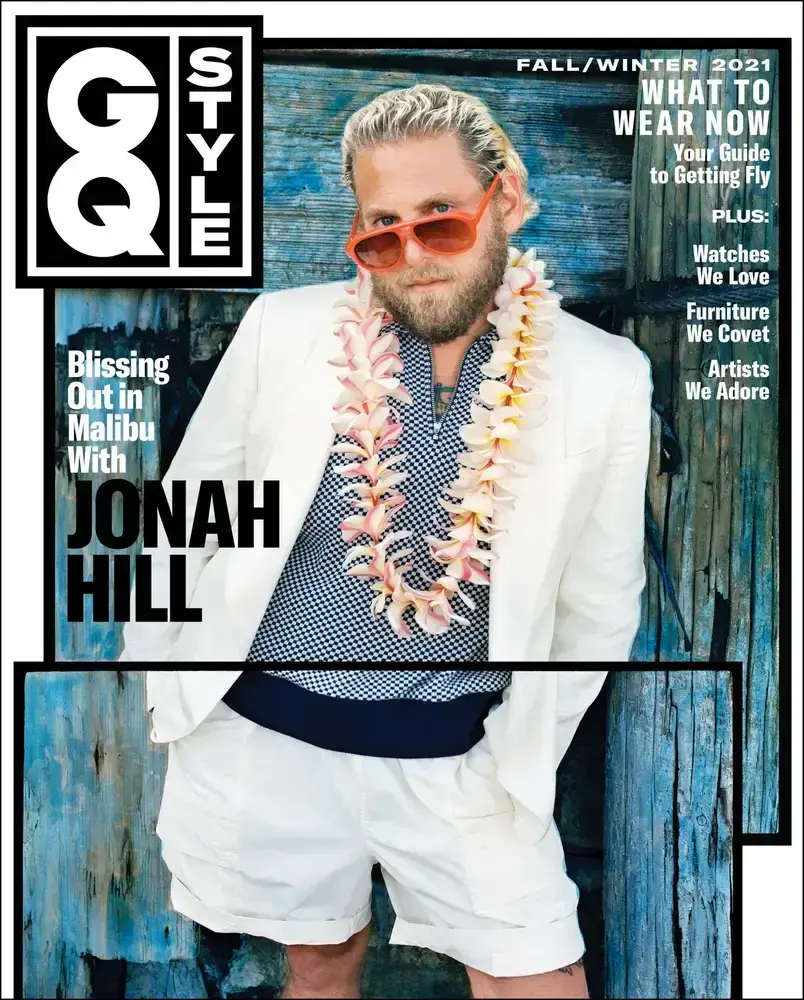 GQ
STYLE
FALL/WINTER 2021
WHAT TO
WEAR NOW
Your Guide
to Getting Fly
PLUS:
Watches
We Love
Furniture
We Covet
Artists
We Adore
Blissing
Out in
Malibu
With
JONAH
HILL